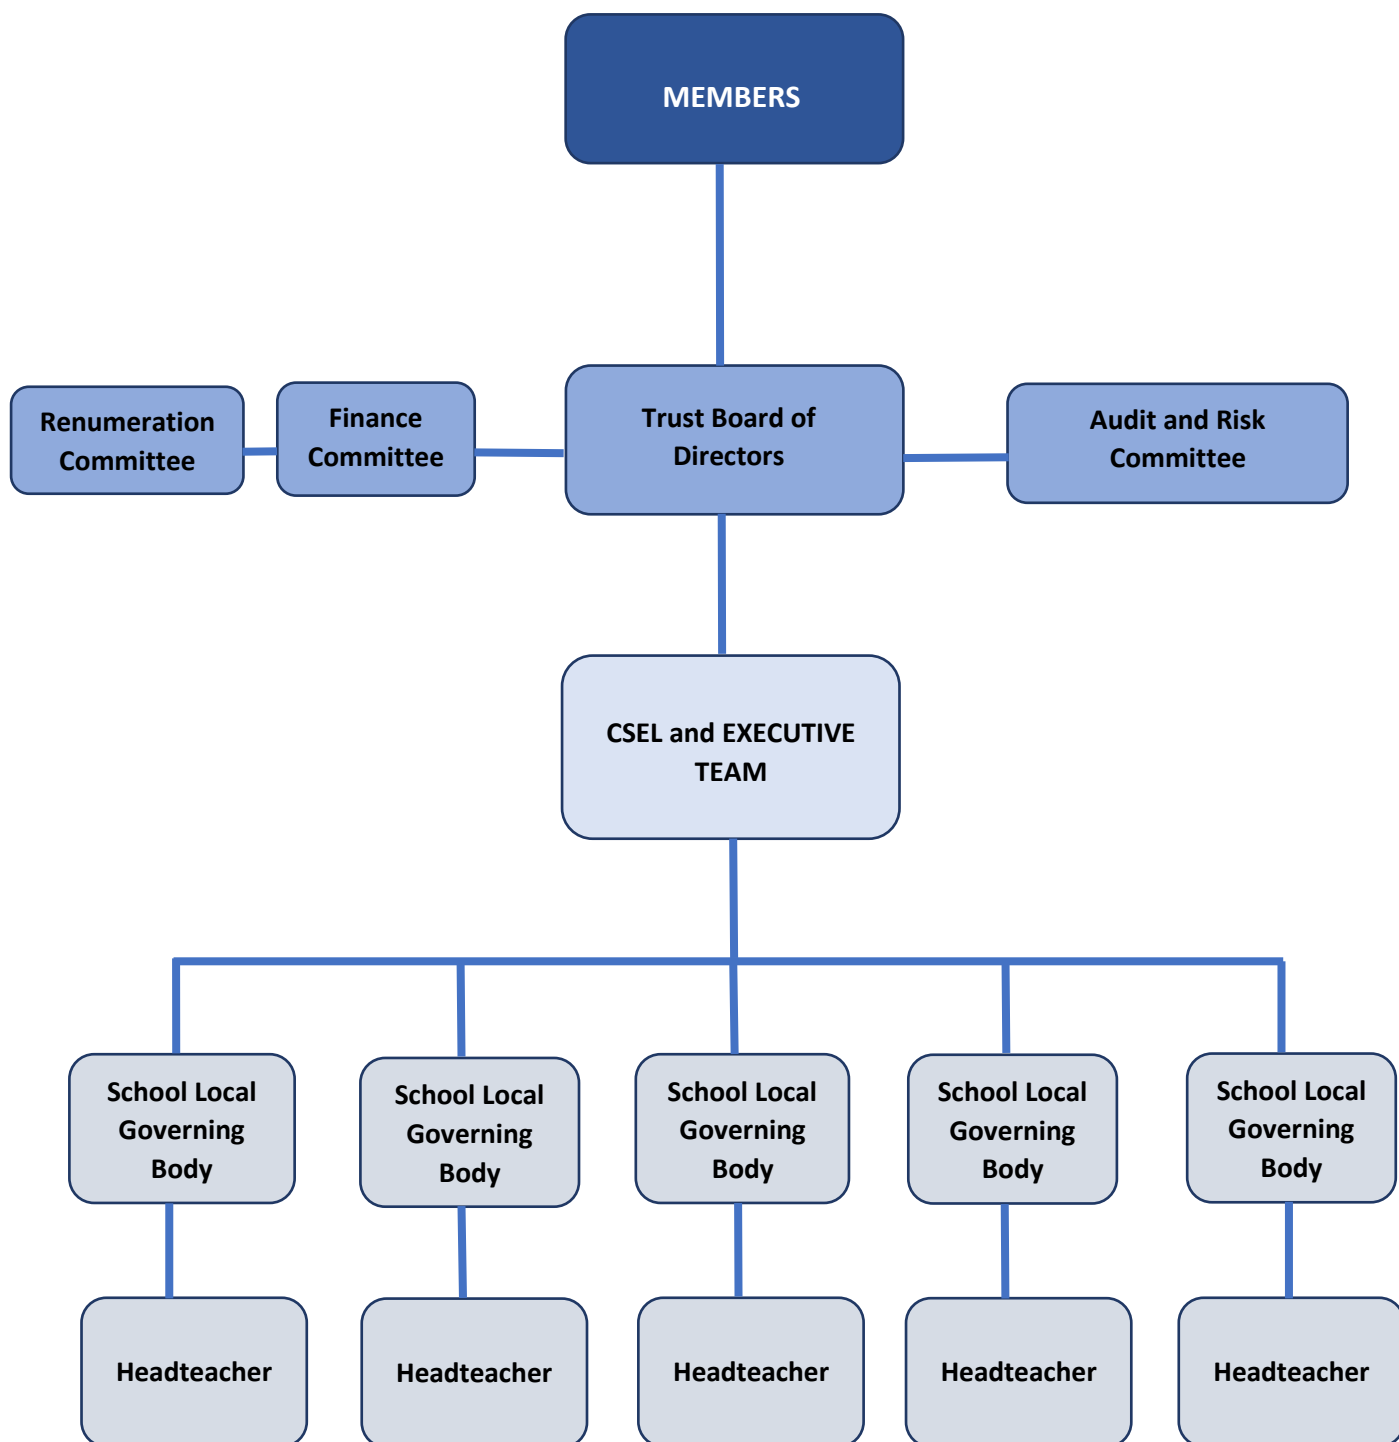 MEMBERS
Renumeration
Committee
Finance
Committee
Trust Board of
Directors
Audit and Risk
Committee
CSEL and EXECUTIVE
TEAM
School Local
Governing
Body
School Local
Governing
Body
School Local
Governing
Body
School Local
Governing
Body
School Local
Governing
Body
Headteacher
Headteacher
Headteacher
Headteacher
Headteacher